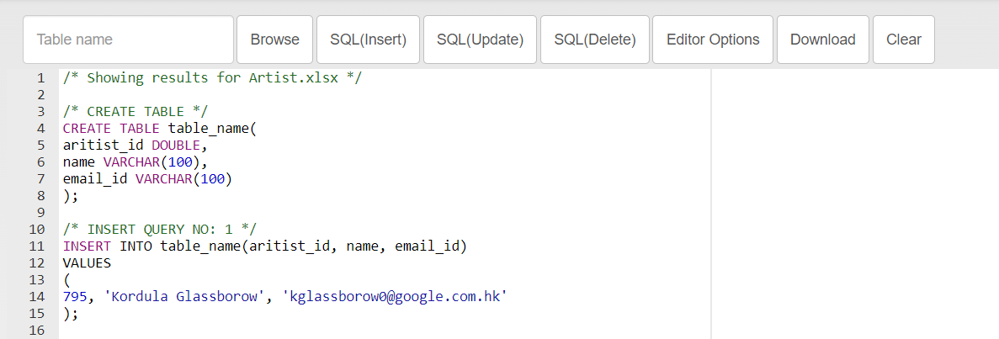 Table name Browse SQL(Insert) SQL(Update) SQL(Delete) Editor Options Download Clear
1 /* Showing results for Artist.xlsx */
2
3 /* CREATE TABLE */
4 CREATE TABLE table_name(
5 aritist_id DOUBLE,
6 name VARCHAR(100),
7 email_id VARCHAR(100)
8 );
9
10 /* INSERT QUERY NO: 1 */
11 INSERT INTO table_name(aritist_id, name, email_id)
12 VALUES
13 (
14 795, 'Kordula Glassborow', 'kglassborow0@google.com.hk'
15 );
16